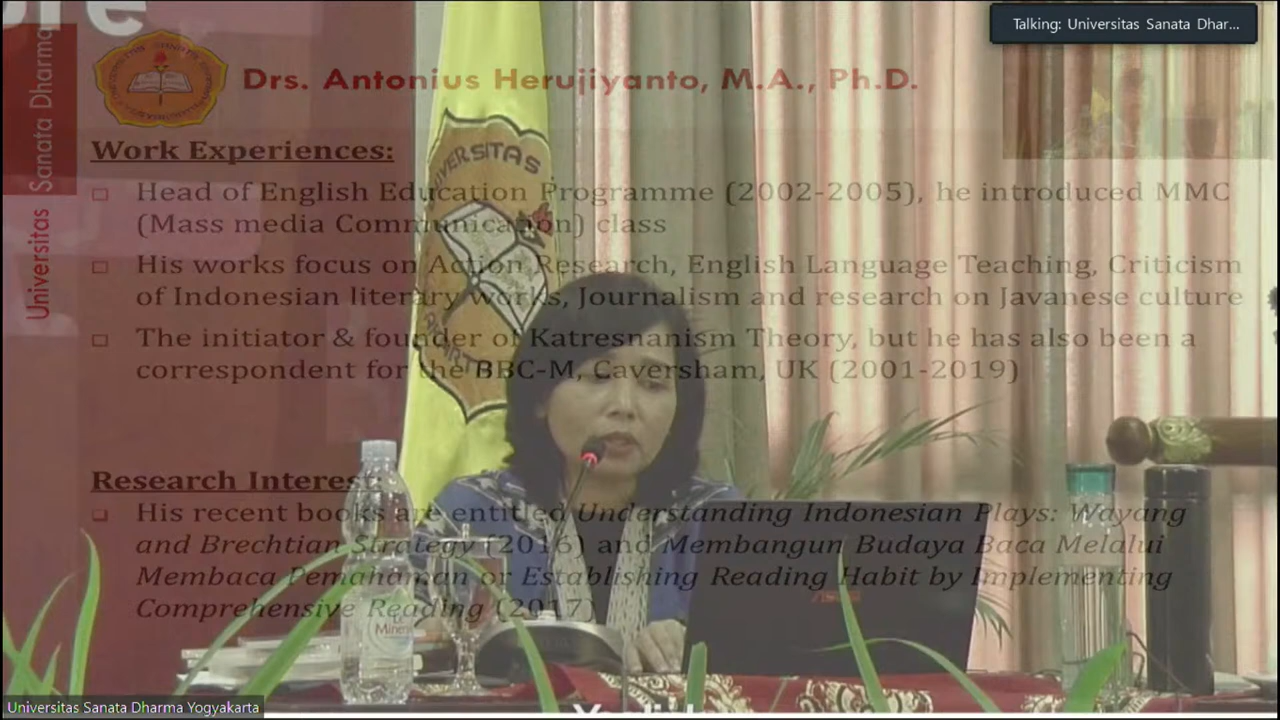 Talking: Universitas Sanata Dhar...
Universitas Sanata Dharma
Drs. Antonius Herujiyanto, M.A., Ph.D.
Work Experiences:
Head of English Education Programme (2002-2005), he introduced MMC
(Mass media Communication) class
His works focus on Action Research, English Language Teaching, Criticism
of Indonesian literary works, Journalism and research on Javanese culture
The initiator & founder of Katresnanism Theory, but he has also been a
correspondent for the BBC-M, Caversham, UK (2001-2019)
Research Interest:
His recent books are entitled Understanding Indonesian Plays: Wayang
and Brechtian Strategy (2016) and Membangun Budaya Baca Melalui
Membaca Pemahaman or Establishing Reading Habit by Implementing
Comprehensive Reading (2017)
UNIVERSITAS
ASUS
Universitas Sanata Dharma Yogyakarta